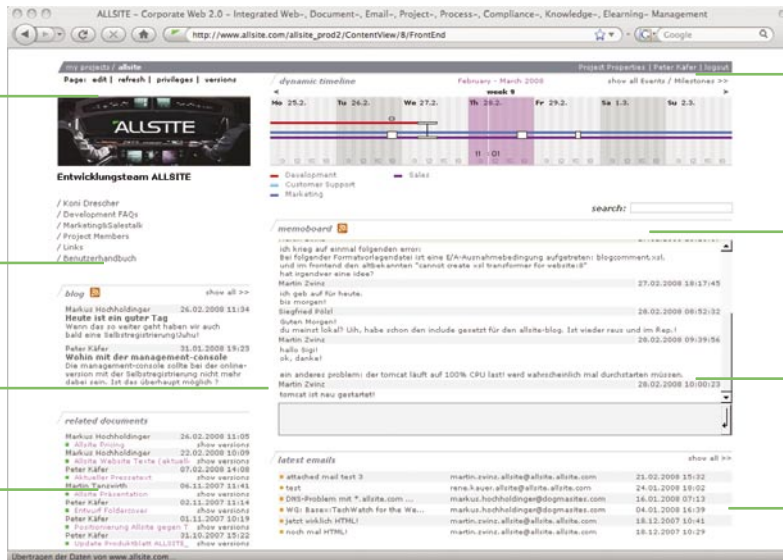 ALLSITE - Corporate Web 2.0 - Integrated Web-, Document-, Email-, Project-, Process-, Compliance-, Knowledge-, Elearning- Management
http://www.allsite.com/allsite_prod2/ContentView/8/FrontEnd
Google
my projects / allsite
Project Properties | Peter Käfer | logout
Page: edit | refresh | privileges | versions
ALLSITE
Entwicklungsteam ALLSITE
/ Koni Drescher
/ Development FAQs
/ Marketing&Salestalk
/ Project Members
/ Links
/ Benutzerhandbuch
/ blog
show all >>
Markus Hochholdinger 26.02.2008 11:34
Heute ist ein guter Tag
Wenn das so weiter geht haben wir auch
bald eine Selbstregistrierung!Juhu!
Peter Käfer 31.01.2008 19:23
Wohin mit der management-console
Die management-console sollte bei der online-
version mit der Selbstregistrierung nicht mehr
dabei sein. Ist das überhaupt möglich ?
/ related documents
Markus Hochholdinger 26.02.2008 11:05
Allsite Pricing show versions
Markus Hochholdinger 22.02.2008 10:09
Allsite Website Texte (aktuell- show versions
Peter Käfer 07.02.2008 14:08
Aktueller Pressetext show versions
Martin Tanzwirth 06.11.2007 13:41
Allsite Präsentation show versions
Peter Käfer 02.11.2007 13:14
Entwurf Foldercover show versions
Peter Käfer 01.11.2007 10:19
Positionierung Allsite gegen T show versions
Peter Käfer 31.10.2007 15:22
Update Produktblatt ALLSITE_ show versions
/ dynamic timeline
February - March 2008
show all Events / Milestones >>
< week 9 >
Mo 25.2. Tu 26.2. We 27.2. Th 28.2. Fr 29.2. Sa 1.3. Su 2.3.
11 :01
Development
Sales
Customer Support
Marketing
search:
/ memoboard
Martin Zvinz
ich krieg auf einmal folgenden error:
Bei folgender Formatvorlagendatei ist eine E/A-Ausnahmebedingung aufgetreten: blogcomment.xsl.
und im frontend den altbekannten "cannot create xsl transformer for website:8"
hat irgendwer eine idee?
Martin Zvinz 27.02.2008 18:17:45
ich geb auf für heute.
bis morgen!
Siegfried Pölzl 28.02.2008 08:52:32
Guten Morgen!
du meinst lokal? Uih, habe schon den include gesetzt für den allsite-blog. Ist wieder raus und im Rep.!
Martin Zvinz 28.02.2008 09:39:56
hallo Sigi!
ok, danke!
ein anderes problem: der tomcat läuft auf 100% CPU last! werd wahrscheinlich mal durchstarten müssen.
Martin Zvinz 28.02.2008 10:00:23
tomcat ist neu gestartet!
/ latest emails
show all >>
attached mail test 3 martin.zvinz.allsite@allsite.allsite.com 21.02.2008 15:32
test rene.kauer.allsite@allsite.allsite.com 24.01.2008 18:02
DNS-Problem mit *.allsite.com ... markus.hochholdinger@dogmasites.com 16.01.2008 07:13
WG: Basex::TechWatch for the We... markus.hochholdinger@dogmasites.com 04.01.2008 16:39
jetzt wirklich HTML! martin.zvinz.allsite@allsite.allsite.com 18.12.2007 10:41
noch mal HTML! martin.zvinz.allsite@allsite.allsite.com 18.12.2007 10:29
Übertragen der Daten von www.allsite.com...